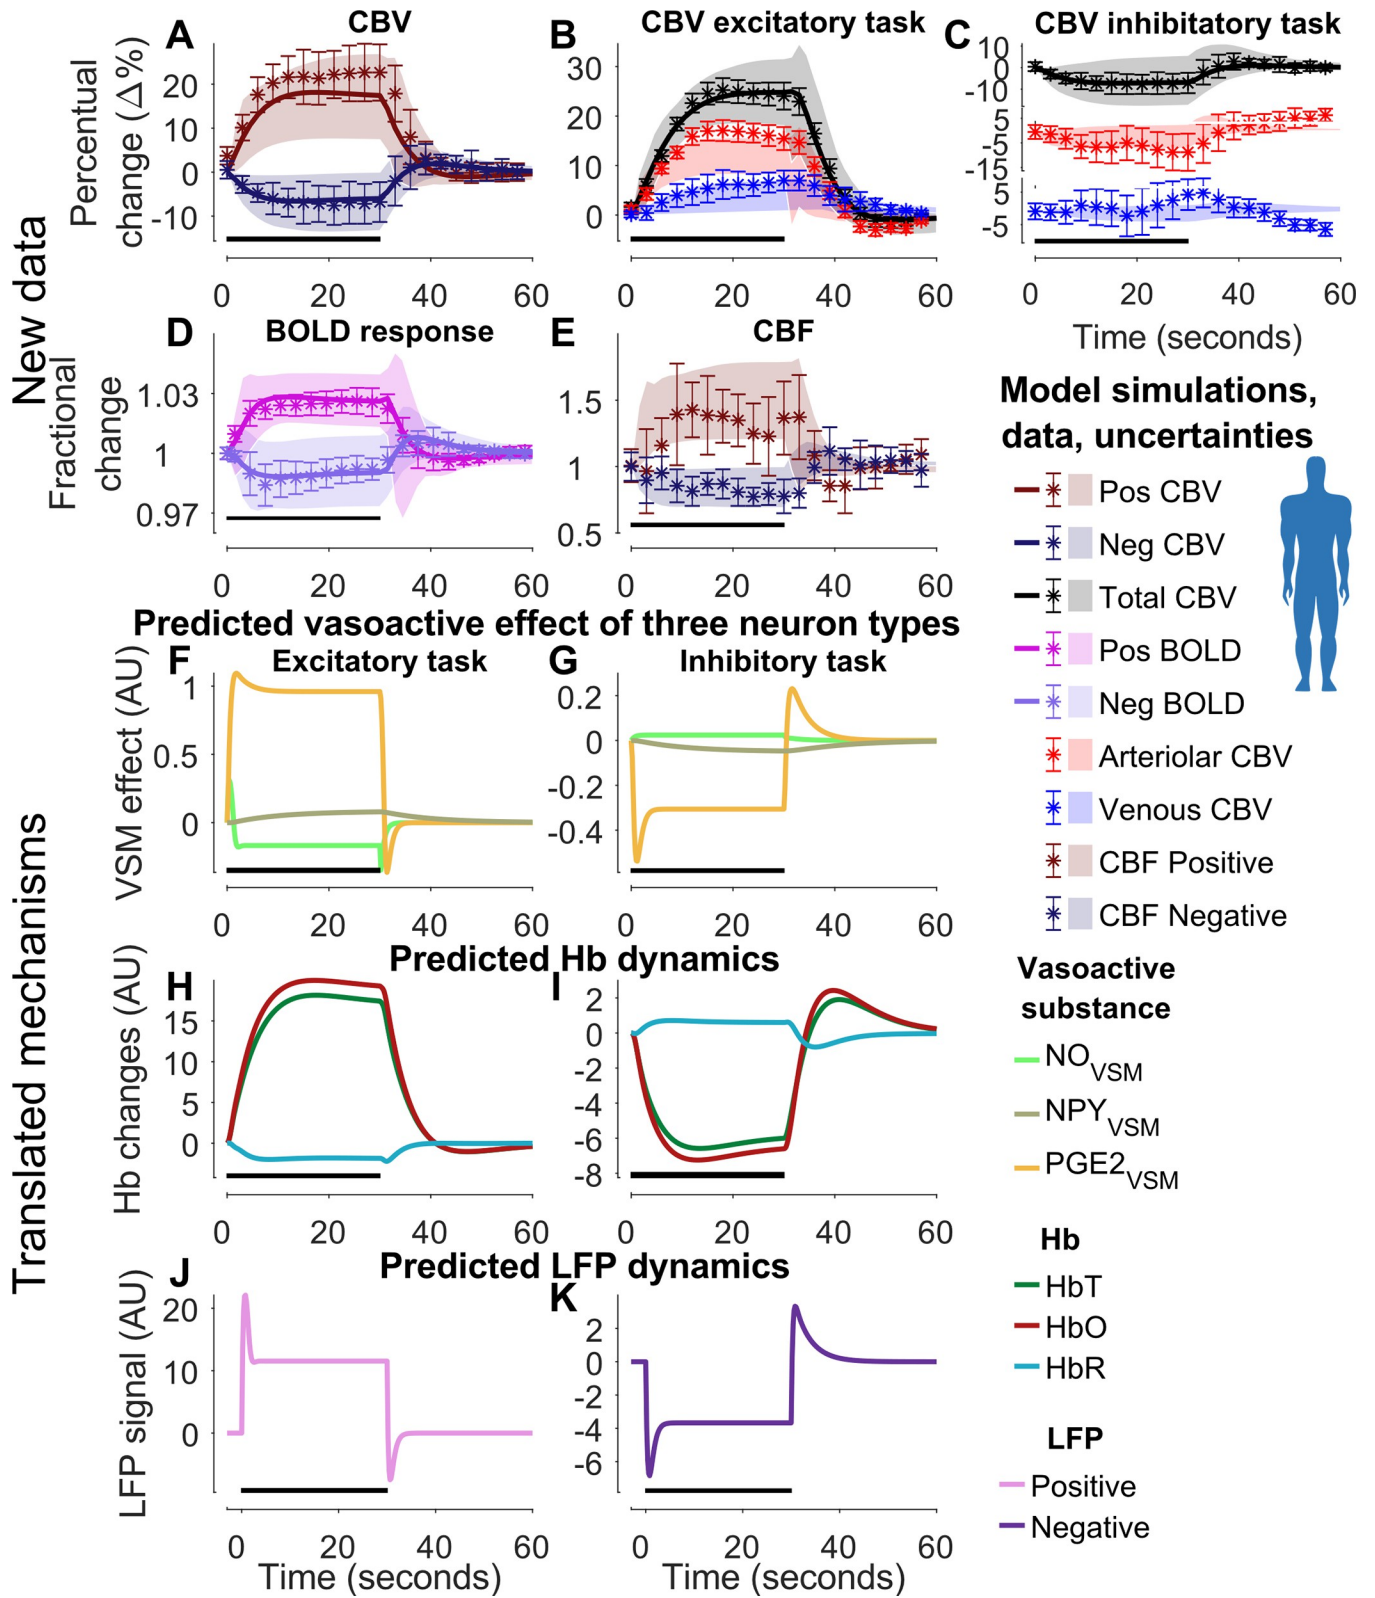 New data
Translated mechanisms
A
CBV
B
CBV excitatory task
C
CBV inhibitatory task
Percentual
change (Δ %)
20
10
0
-10
0
20
40
60
30
20
10
0
0
20
40
60
10
0
-10
5
-5
-15
5
-5
0
20
40
60
Time (seconds)
D
BOLD response
E
CBF
Fractional
change
1.03
1
0.97
0
20
40
60
1.5
1
0.5
0
20
40
60
Model simulations,
data, uncertainties
Pos CBV
Neg CBV
Total CBV
Pos BOLD
Neg BOLD
Arteriolar CBV
Venous CBV
CBF Positive
CBF Negative
Predicted vasoactive effect of three neuron types
F
Excitatory task
G
Inhibitory task
VSM effect (AU)
1
0.5
0
0
20
40
60
0.2
0
-0.2
-0.4
0
20
40
60
Vasoactive
substance
NOVSM
NPYVSM
PGE2VSM
Predicted Hb dynamics
H
I
Hb changes (AU)
15
10
5
0
0
20
40
60
2
0
-2
-4
-6
-8
0
20
40
60
Hb
HbT
HbO
HbR
Predicted LFP dynamics
J
K
LFP signal (AU)
20
10
0
0
20
40
60
Time (seconds)
2
0
-2
-4
-6
0
20
40
60
Time (seconds)
LFP
Positive
Negative